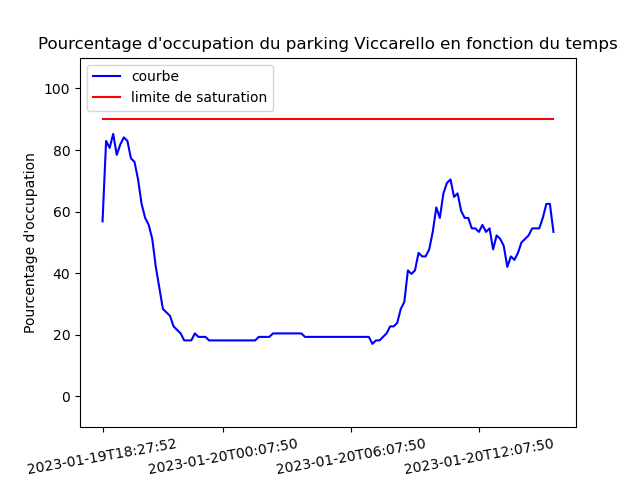 Pourcentage d'occupation du parking Viccarello en fonction du temps
courbe
limite de saturation
Pourcentage d'occupation
100
80
60
40
20
0
2023-01-19T18:27:52
2023-01-20T00:07:50
2023-01-20T06:07:50
2023-01-20T12:07:50